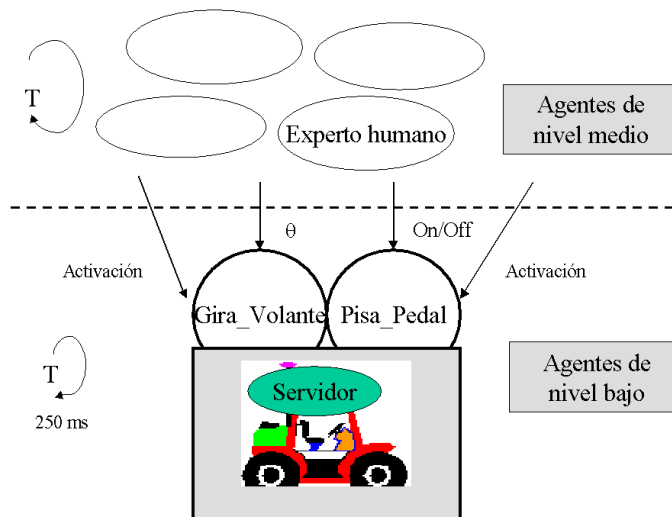 T
Experto humano
Agentes de
nivel medio
θ
On/Off
Activación
Activación
Gira_Volante
Pisa_Pedal
T
250 ms
Servidor
Agentes de
nivel bajo